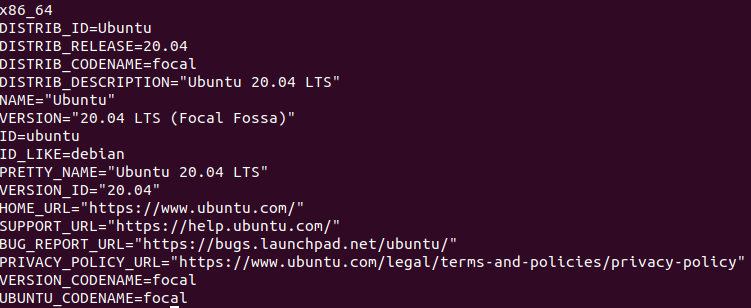 x86_64
DISTRIB_ID=Ubuntu
DISTRIB_RELEASE=20.04
DISTRIB_CODENAME=focal
DISTRIB_DESCRIPTION="Ubuntu 20.04 LTS"
NAME="Ubuntu"
VERSION="20.04 LTS (Focal Fossa)"
ID=ubuntu
ID_LIKE=debian
PRETTY_NAME="Ubuntu 20.04 LTS"
VERSION_ID="20.04"
HOME_URL="https://www.ubuntu.com/"
SUPPORT_URL="https://help.ubuntu.com/"
BUG_REPORT_URL="https://bugs.launchpad.net/ubuntu/"
PRIVACY_POLICY_URL="https://www.ubuntu.com/legal/terms-and-policies/privacy-policy"
VERSION_CODENAME=focal
UBUNTU_CODENAME=focal